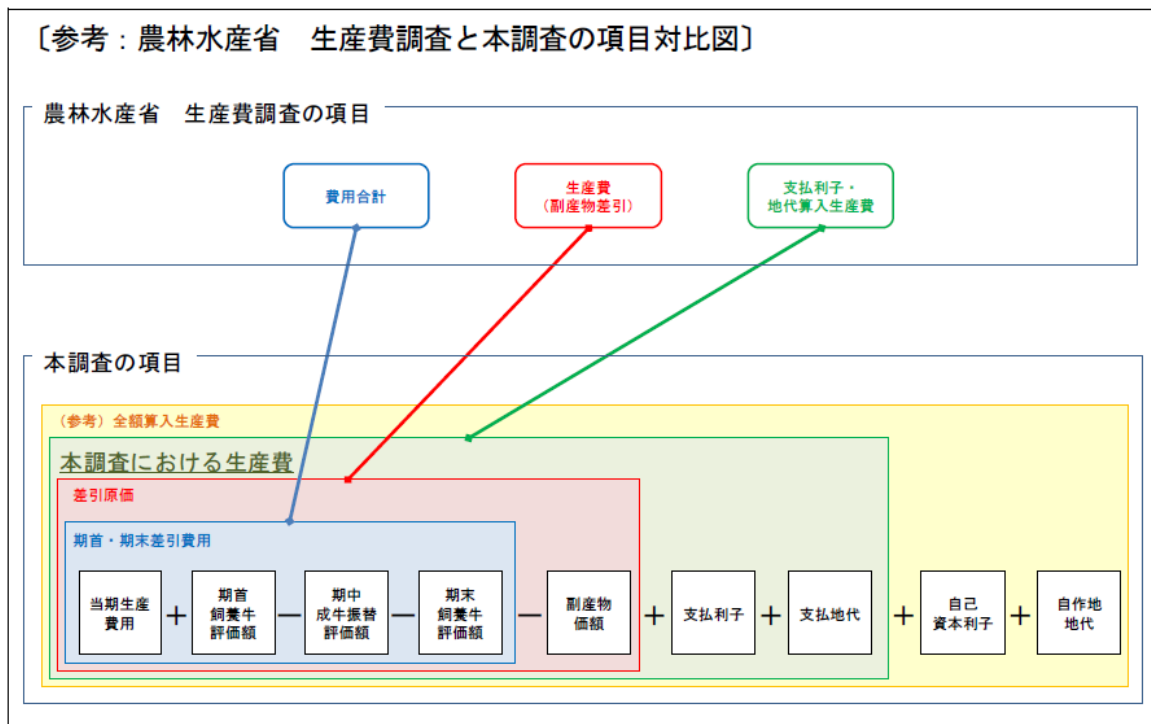 〔参考:農林水産省　生産費調査と本調査の項目対比図〕
農林水産省　生産費調査の項目
費用合計
生産費
(副産物差引)
支払利子・
地代算入生産費
本調査の項目
(参考)全額算入生産費
本調査における生産費
差引原価
期首・期末差引費用
当期生産
費用
＋
期首
飼養牛
評価額
－
期中
成牛振替
評価額
－
期末
飼養牛
評価額
－
副産物
価額
＋
支払利子
＋
支払地代
＋
自己
資本利子
＋
自作地
地代